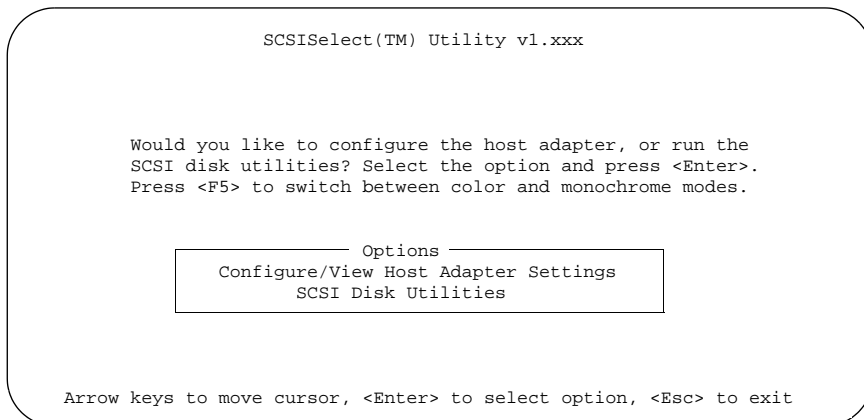 SCSISelect(TM) Utility v1.xxx
Would you like to configure the host adapter, or run the
SCSI disk utilities? Select the option and press <Enter>.
Press <F5> to switch between color and monochrome modes.
Options
Configure/View Host Adapter Settings
SCSI Disk Utilities
Arrow keys to move cursor, <Enter> to select option, <Esc> to exit